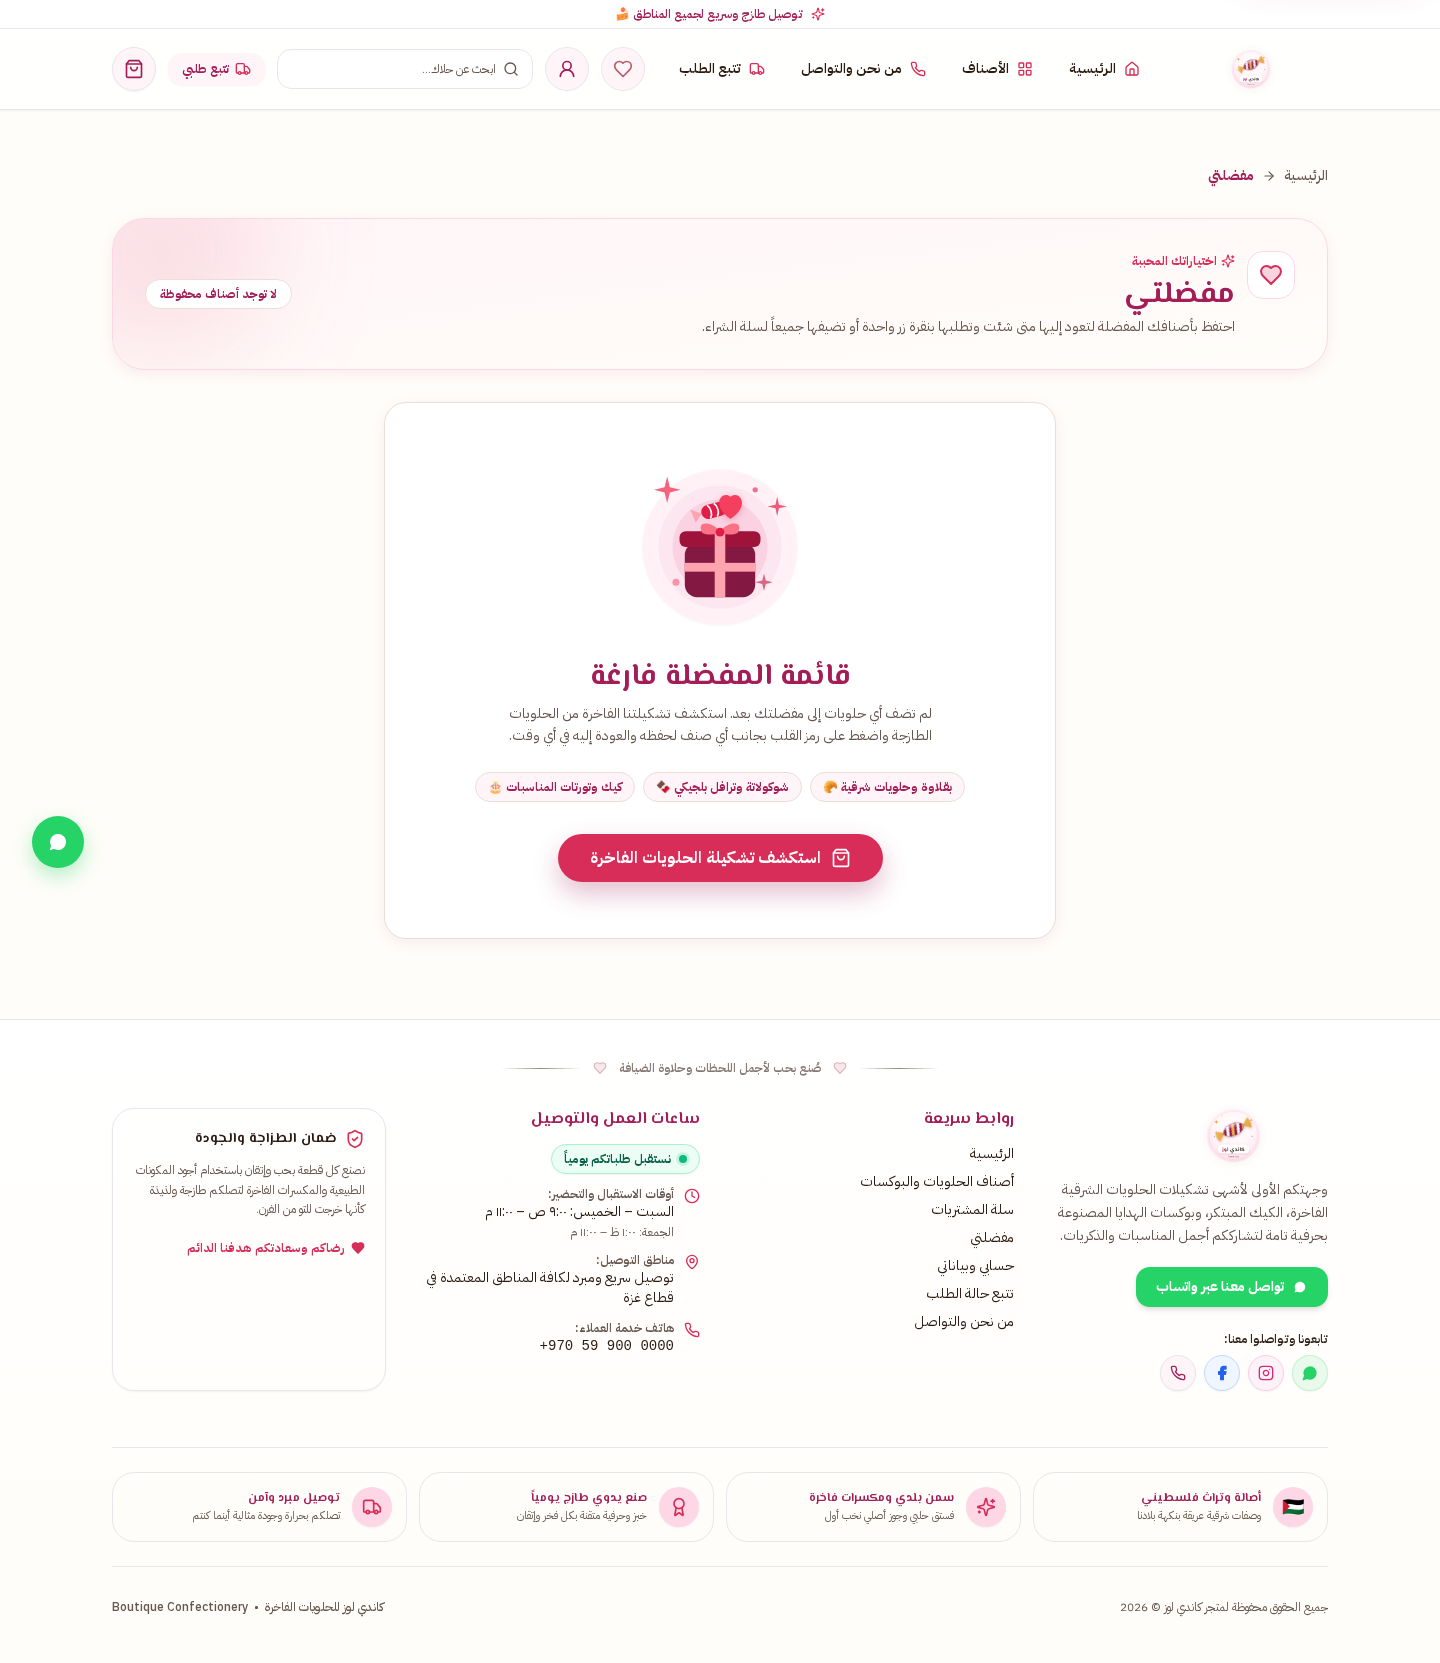 توصيل طازج وسريع لجميع المناطق 🍰
الرئيسية
الأصناف
من نحن والتواصل
تتبع الطلب
ابحث عن حلاك...
تتبع طلبي
الرئيسية
مفضلتي
اختياراتك المحببة
مفضلتي
احتفظ بأصنافك المفضلة لتعود إليها متى شئت وتطلبها بنقرة زر واحدة أو تضيفها جميعاً لسلة الشراء.
لا توجد أصناف محفوظة
قائمة المفضلة فارغة
لم تضف أي حلويات إلى مفضلتك بعد. استكشف تشكيلتنا الفاخرة من الحلويات
الطازجة واضغط على رمز القلب بجانب أي صنف لحفظه والعودة إليه في أي وقت.
بقلاوة وحلويات شرقية 🥐
شوكولاتة وترافل بلجيكي 🍫
كيك وتورتات المناسبات 🎂
استكشف تشكيلة الحلويات الفاخرة
صُنع بحب لأجمل اللحظات وحلاوة الضيافة
كاندي لوز
وجهتكم الأولى لأشهى تشكيلات الحلويات الشرقية
الفاخرة، الكيك المبتكر، وبوكسات الهدايا المصنوعة
بحرفية تامة لتشارككم أجمل المناسبات والذكريات.
تواصل معنا عبر واتساب
تابعونا وتواصلوا معنا:
روابط سريعة
الرئيسية
أصناف الحلويات والبوكسات
سلة المشتريات
مفضلتي
حسابي وبياناتي
تتبع حالة الطلب
من نحن والتواصل
ساعات العمل والتوصيل
نستقبل طلباتكم يومياً
أوقات الاستقبال والتحضير:
السبت – الخميس: ٩:٠٠ ص – ١١:٠٠ م
الجمعة: ١:٠٠ ظ – ١١:٠٠ م
مناطق التوصيل:
توصيل سريع ومبرد لكافة المناطق المعتمدة في
قطاع غزة
هاتف خدمة العملاء:
+970 59 900 0000
ضمان الطزاجة والجودة
نصنع كل قطعة بحب وإتقان باستخدام أجود المكونات
الطبيعية والمكسرات الفاخرة لتصلكم طازجة ولذيذة
كأنها خرجت للتو من الفرن.
رضاكم وسعادتكم هدفنا الدائم
أصالة وتراث فلسطيني
وصفات شرقية عريقة بنكهة بلادنا
سمن بلدي ومكسرات فاخرة
فستق حلبي وجوز أصلي نخب أول
صنع يدوي طازج يومياً
خبز وحرفية متقنة بكل فخر وإتقان
توصيل مبرد وآمن
تصلكم بحرارة وجودة مثالية أينما كنتم
جميع الحقوق محفوظة لمتجر كاندي لوز © 2026
كاندي لوز للحلويات الفاخرة • Boutique Confectionery